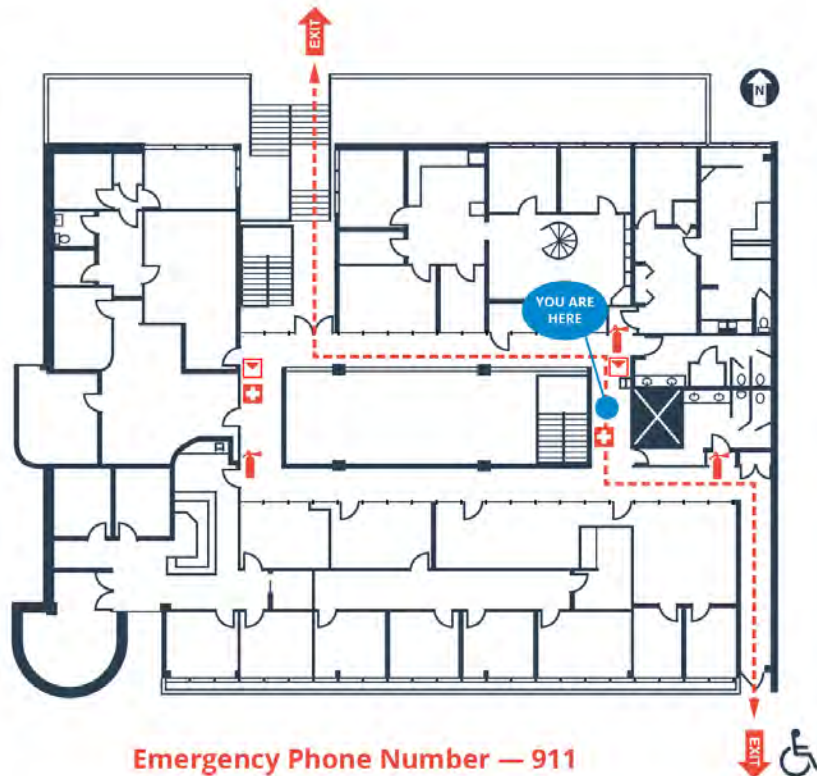 EXIT
N
YOU ARE
HERE
EXIT
Emergency Phone Number — 911